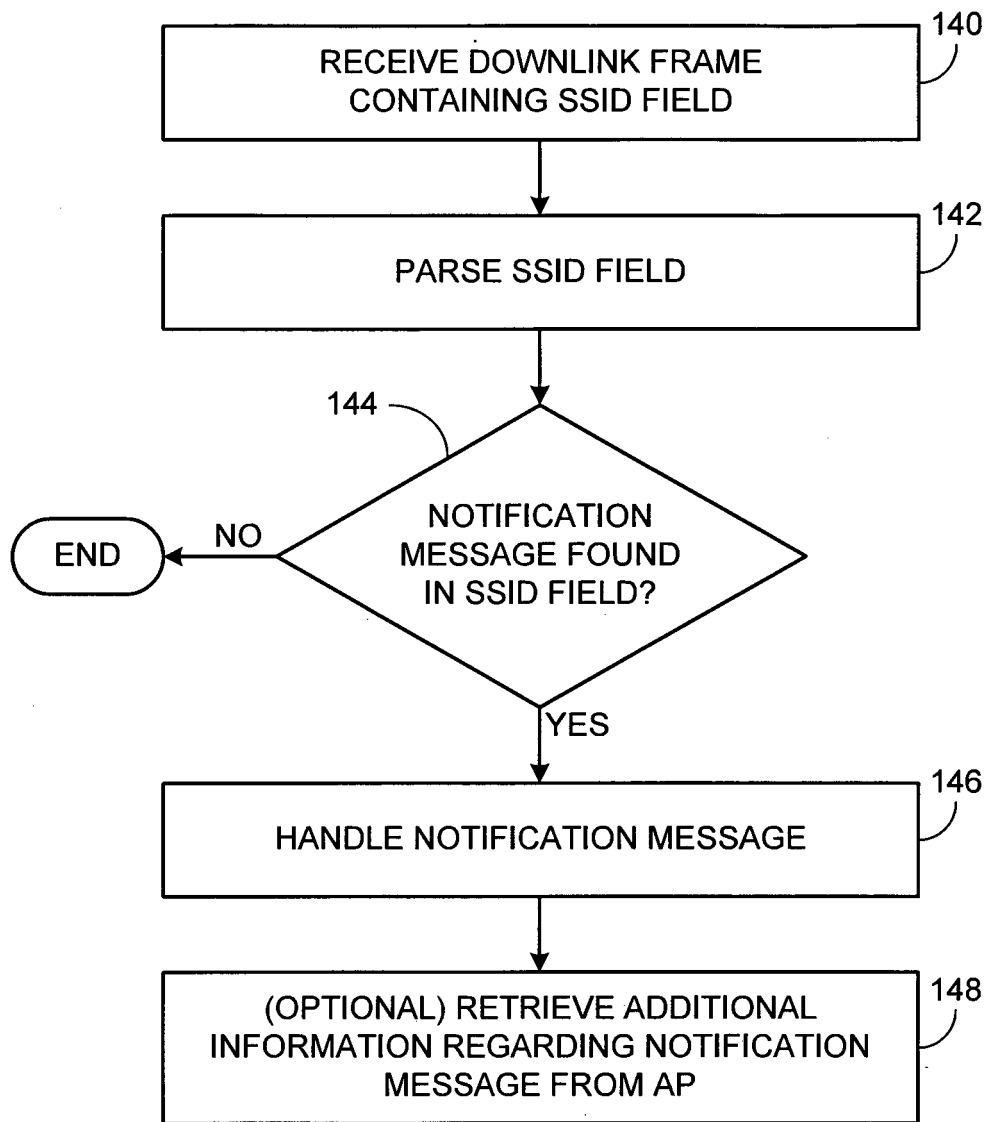 140
RECEIVE DOWNLINK FRAME
CONTAINING SSID FIELD
142
PARSE SSID FIELD
144
NOTIFICATION
MESSAGE FOUND
IN SSID FIELD?
NO
END
YES
146
HANDLE NOTIFICATION MESSAGE
148
(OPTIONAL) RETRIEVE ADDITIONAL
INFORMATION REGARDING NOTIFICATION
MESSAGE FROM AP